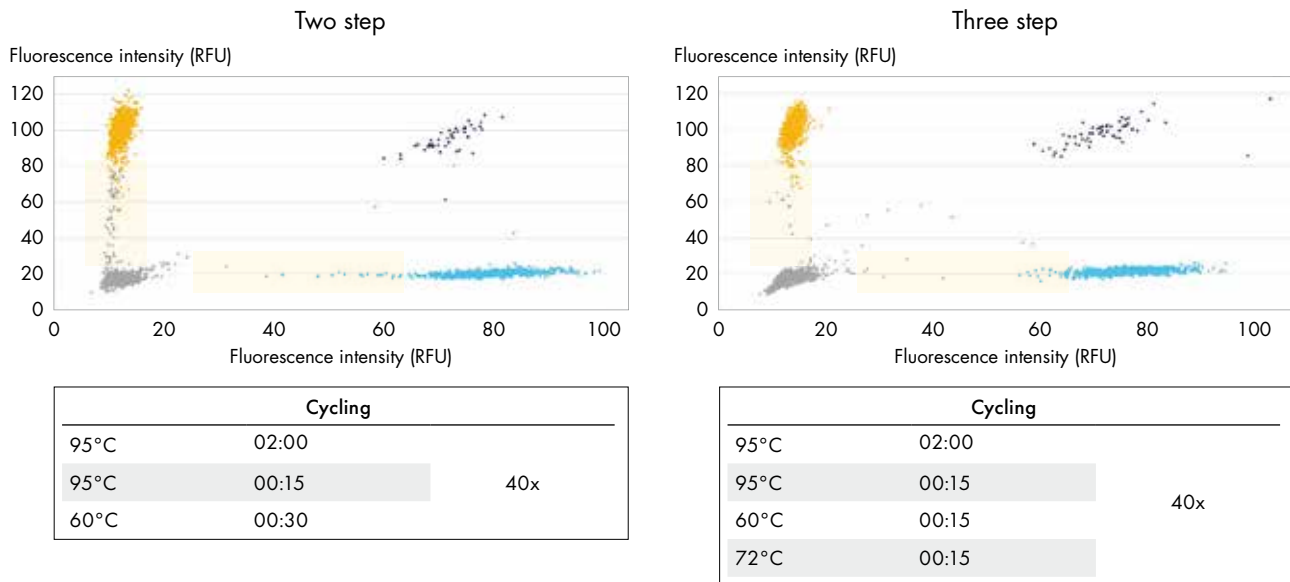 Two step
Fluorescence intensity (RFU)
120
100
80
60
40
20
0
0 20 40 60 80 100
Fluorescence intensity (RFU)
Cycling
95°C 02:00
95°C 00:15 40x
60°C 00:30
Three step
Fluorescence intensity (RFU)
120
100
80
60
40
20
0
0 20 40 60 80 100
Fluorescence intensity (RFU)
Cycling
95°C 02:00
95°C 00:15
40x
60°C 00:15
72°C 00:15